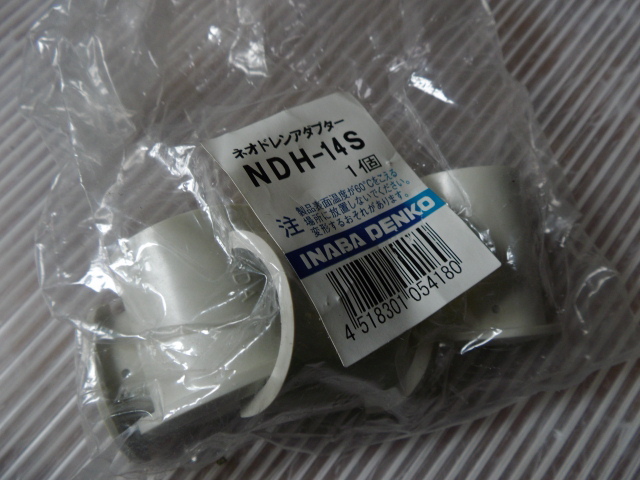 ネオドレンアダプター
NDH-14S
1個
注
製品表面温度が60℃をこえる
場所に放置しないでください。
変形するおそれがあります。
INABA DENKO
4 518301 054180